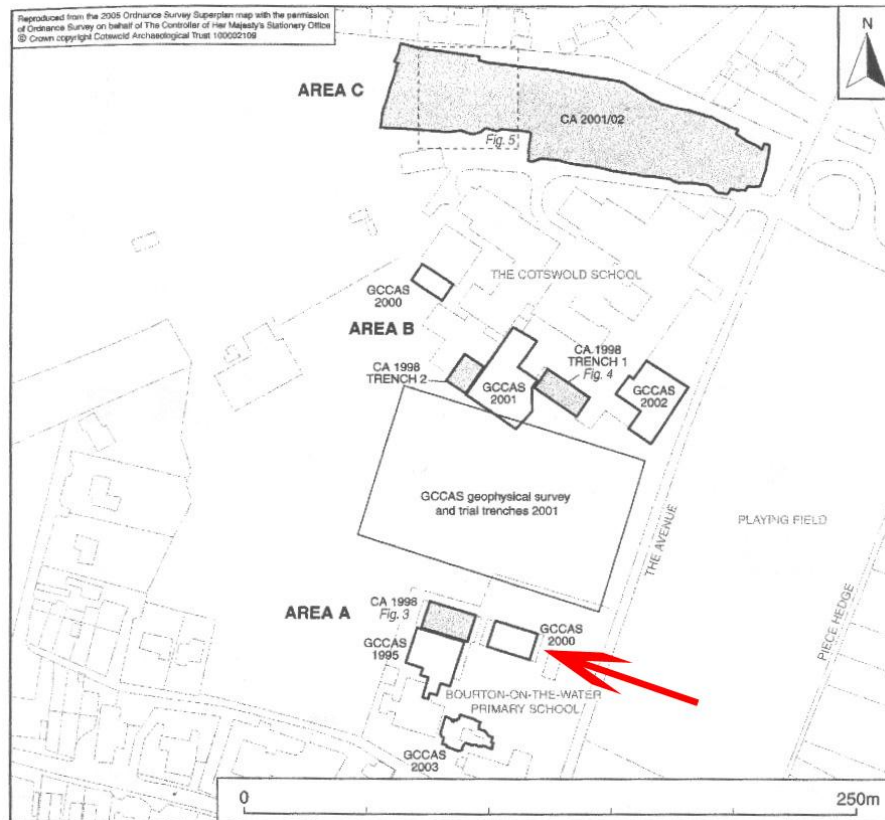 Reproduced from the 2005 Ordnance Survey Superplan map with the permission
of Ordnance Survey on behalf of The Controller of Her Majesty's Stationery Office
© Crown copyright Cotswold Archaeological Trust 100002109
N
AREA C
CA 2001/02
Fig. 5
THE COTSWOLD SCHOOL
GCCAS
2000
AREA B
CA 1998
TRENCH 2
GCCAS
2001
CA 1998
TRENCH 1
Fig. 4
GCCAS
2002
GCCAS geophysical survey
and trial trenches 2001
THE AVENUE
PLAYING FIELD
PIECE HEDGE
AREA A
CA 1998
Fig. 3
GCCAS
1995
GCCAS
2000
BOURTON-ON-THE-WATER
PRIMARY SCHOOL
GCCAS
2003
0
250m